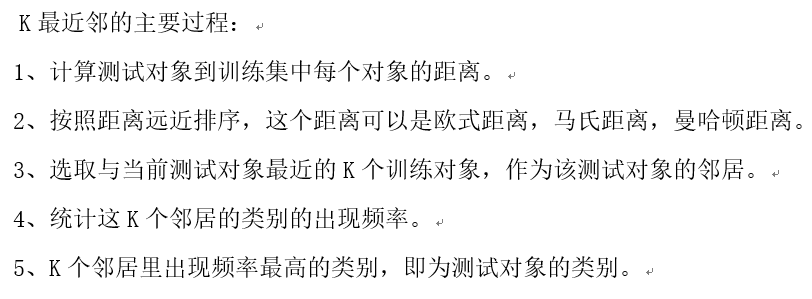 K 最近邻的主要过程：
1、计算测试对象到训练集中每个对象的距离。
2、按照距离远近排序，这个距离可以是欧式距离，马氏距离，曼哈顿距离。
3、选取与当前测试对象最近的 K 个训练对象，作为该测试对象的邻居。
4、统计这 K 个邻居的类别的出现频率。
5、K 个邻居里出现频率最高的类别，即为测试对象的类别。